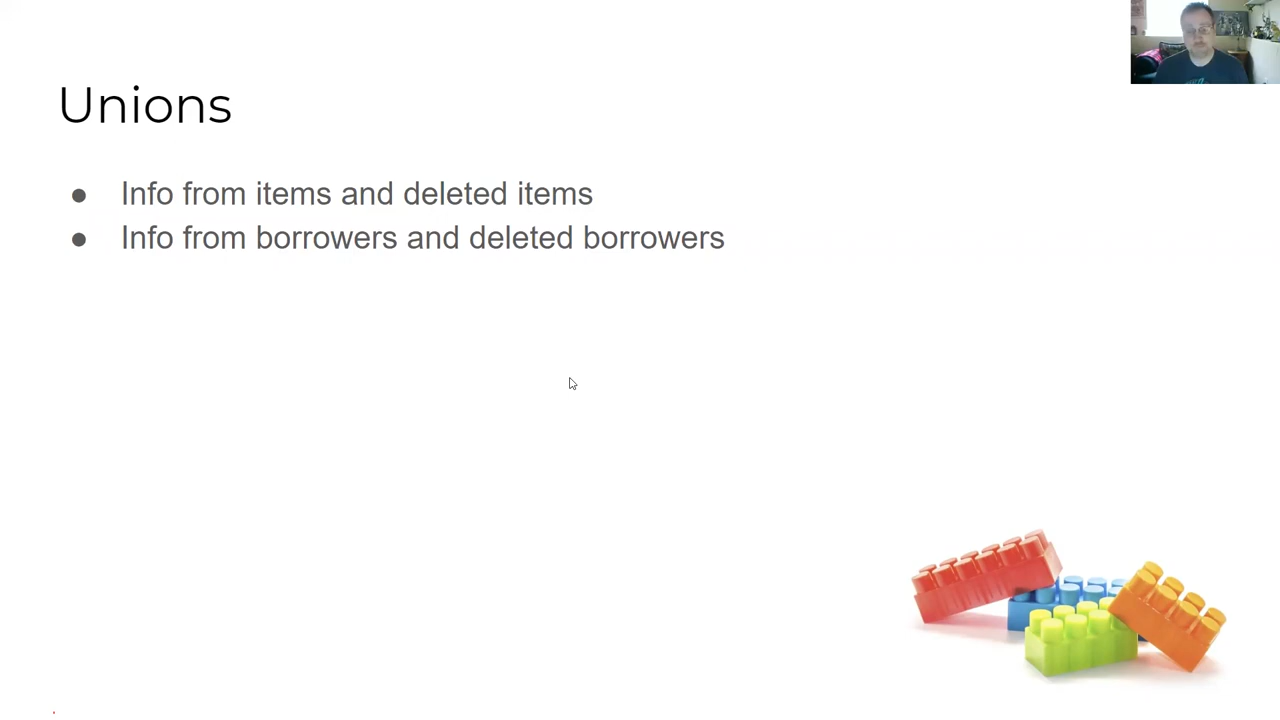 Unions
● Info from items and deleted items
● Info from borrowers and deleted borrowers